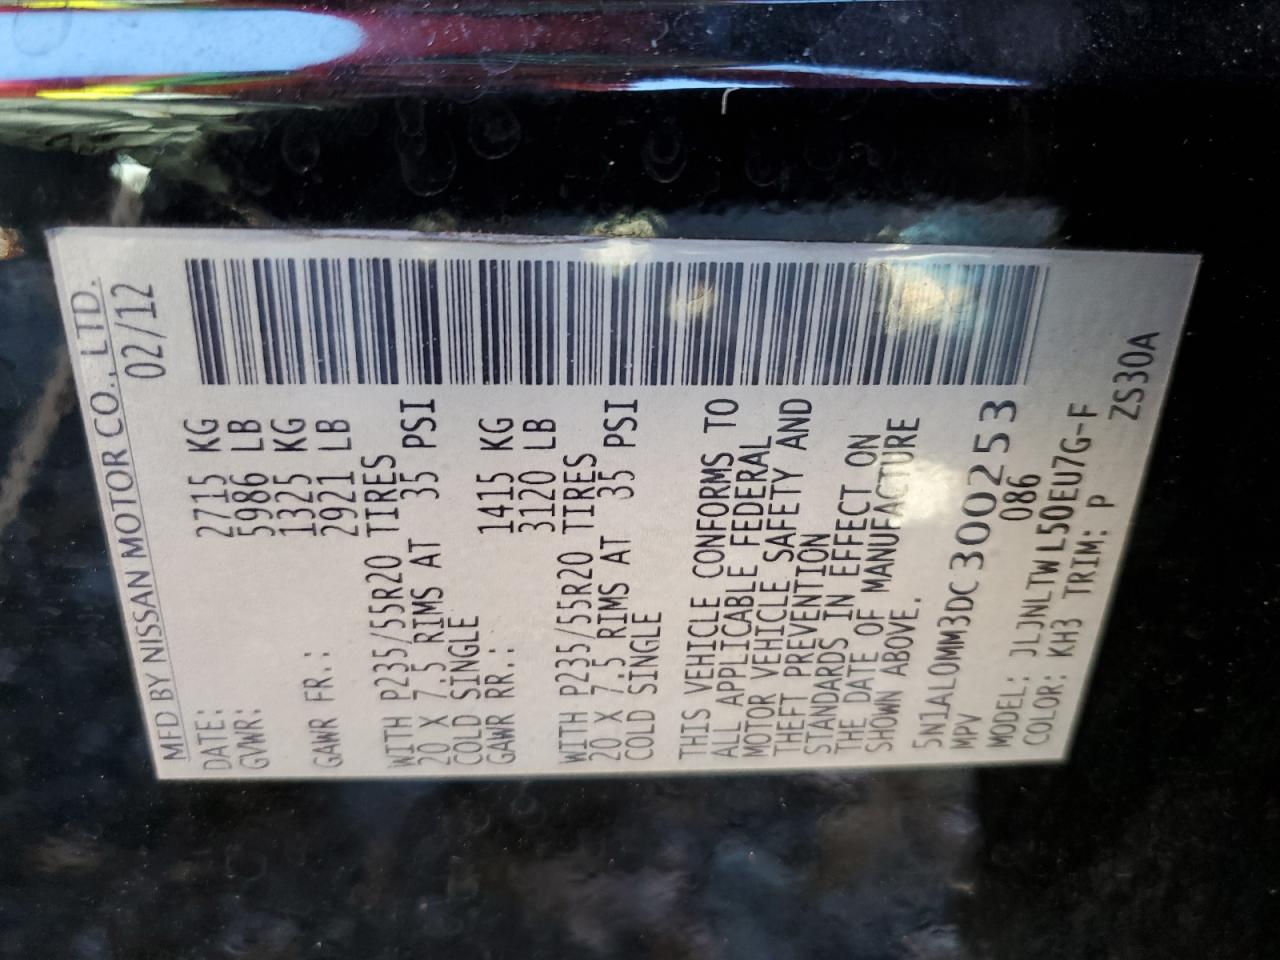 MFD BY NISSAN MOTOR CO., LTD.
DATE: 02/12
GVWR: 2715 KG
5986 LB
1325 KG
GAWR FR.: 2921 LB
WITH P235/55R20 TIRES
20 X 7.5 RIMS AT 35 PSI
COLD SINGLE
GAWR RR.: 1415 KG
3120 LB
WITH P235/55R20 TIRES
20 X 7.5 RIMS AT 35 PSI
COLD SINGLE
THIS VEHICLE CONFORMS TO
ALL APPLICABLE FEDERAL
MOTOR VEHICLE SAFETY AND
THEFT PREVENTION
STANDARDS IN EFFECT ON
THE DATE OF MANUFACTURE
SHOWN ABOVE.
5N1AL0MM3DC300253
MPV 086
MODEL: JLJNLTWL50EU7G-F
COLOR: KH3 TRIM: P
ZS30A